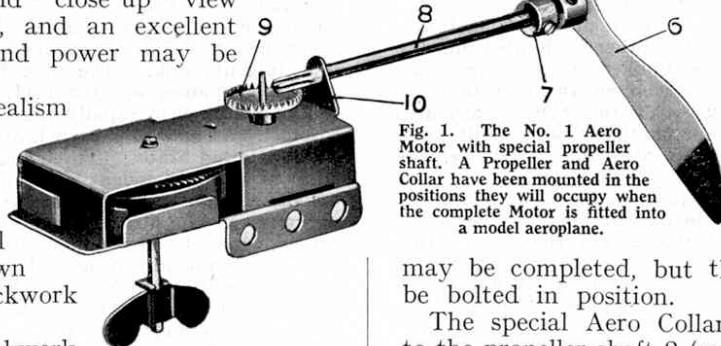 and close-up view
, and an excellent
nd power may be
ealism
wn
ckwork
9
8
6
7
10
Fig. 1. The No. 1 Aero
Motor with special propeller
shaft. A Propeller and Aero
Collar have been mounted in the
positions they will occupy when
the complete Motor is fitted into
a model aeroplane.
may be completed, but
be bolted in position.
The special Aero Collar